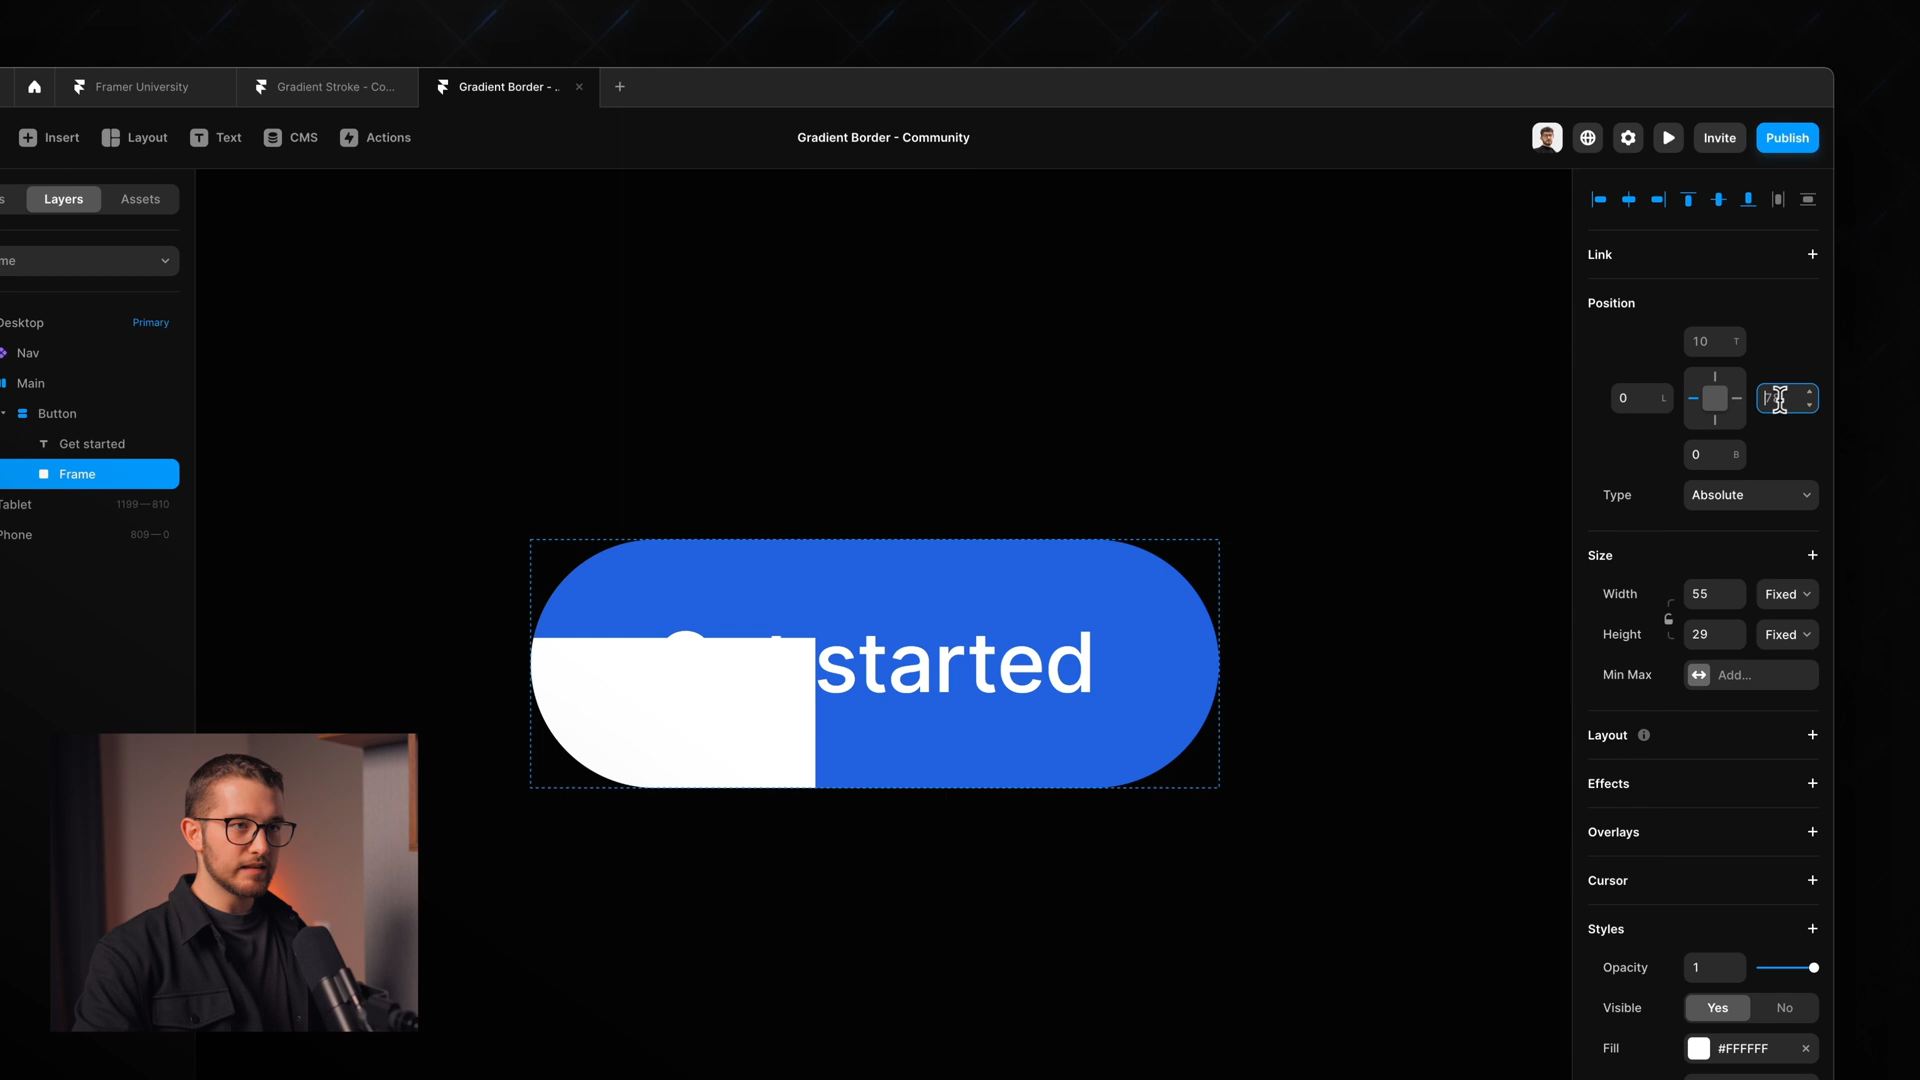 Framer University
Gradient Stroke - Co...
Gradient Border - ..
Insert
Layout
Text
CMS
Actions
Gradient Border - Community
Invite
Publish
s
Layers
Assets
me
Desktop
Primary
Nav
Main
Button
T
Get started
Frame
Tablet
1199—810
Phone
809—0
started
Link
Position
10 T
0 L
0 B
Type
Absolute
Size
Width
55
Fixed
Height
29
Fixed
Min Max
Add...
Layout
Effects
Overlays
Cursor
Styles
Opacity
1
Visible
Yes
No
Fill
#FFFFFF